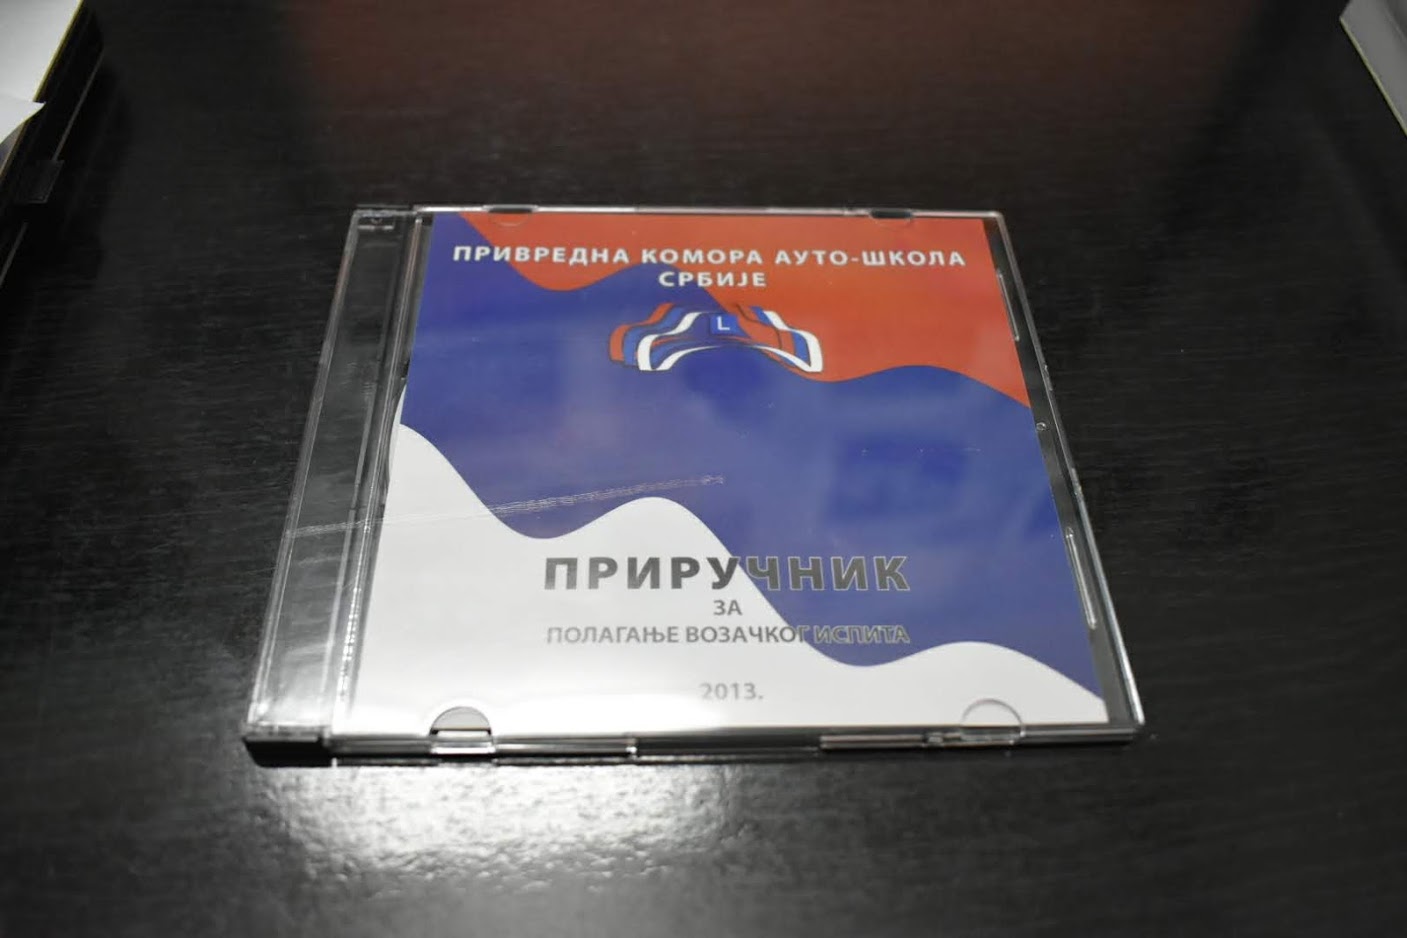 ПРИВРЕДНА КОМОРА АУТО-ШКОЛА
СРБИЈЕ
L
ПРИРУЧНИК
ЗА
ПОЛАГАЊЕ ВОЗАЧКОГ ИСПИТА
2013.